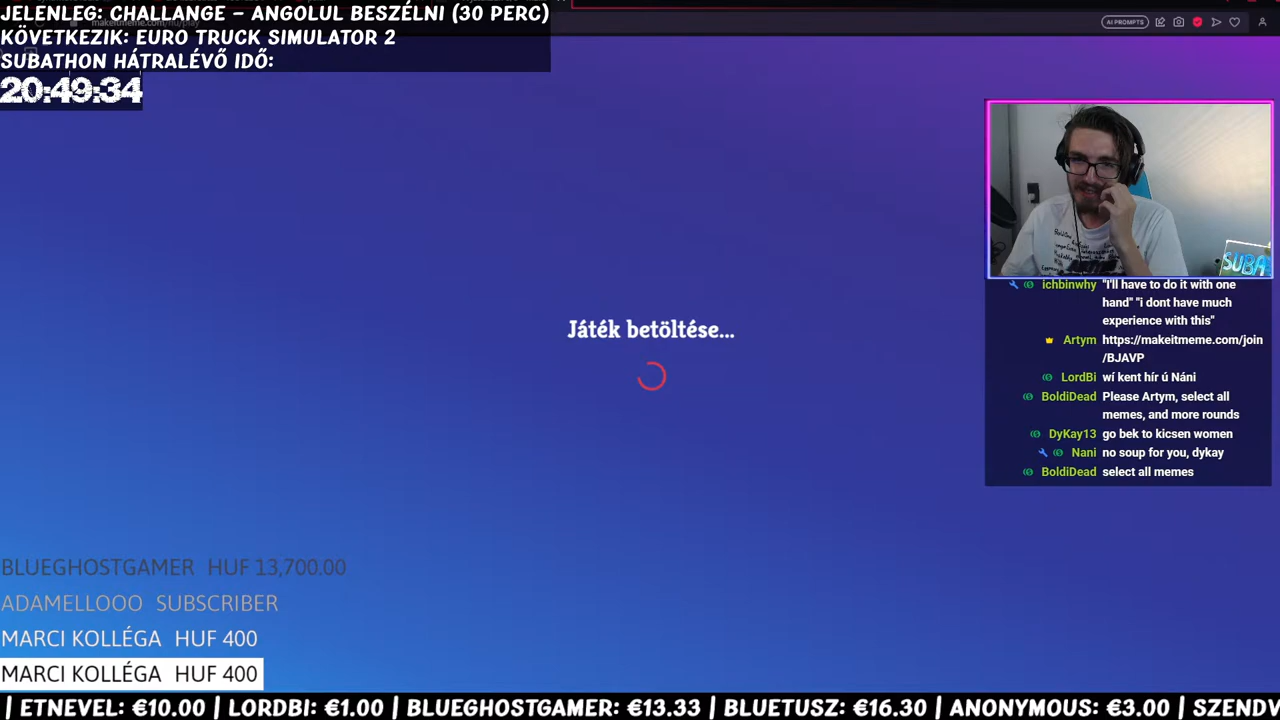 JELENLEG: CHALLANGE – ANGOLUL BESZÉLNI (30 PERC)
KÖVETKEZIK: EURO TRUCK SIMULATOR 2
SUBATHON HÁTRALÉVŐ IDŐ:
20:49:34
AI PROMPTS
Játék betöltése...
SUBA
ichbinwhy "I'll have to do it with one
hand" "i dont have much
experience with this"
Artym https://makeitmeme.com/join
/BJAVP
LordBi wí kent hír ú Náni
BoldiDead Please Artym, select all
memes, and more rounds
DyKay13 go bek to kicsen women
Nani no soup for you, dykay
BoldiDead select all memes
BLUEGHOSTGAMER HUF 13,700.00
ADAMELLOOO SUBSCRIBER
MARCI KOLLÉGA HUF 400
MARCI KOLLÉGA HUF 400
| ETNEVEL: €10.00 | LORDBI: €1.00 | BLUEGHOSTGAMER: €13.33 | BLUETUSZ: €16.30 | ANONYMOUS: €3.00 | SZENDV